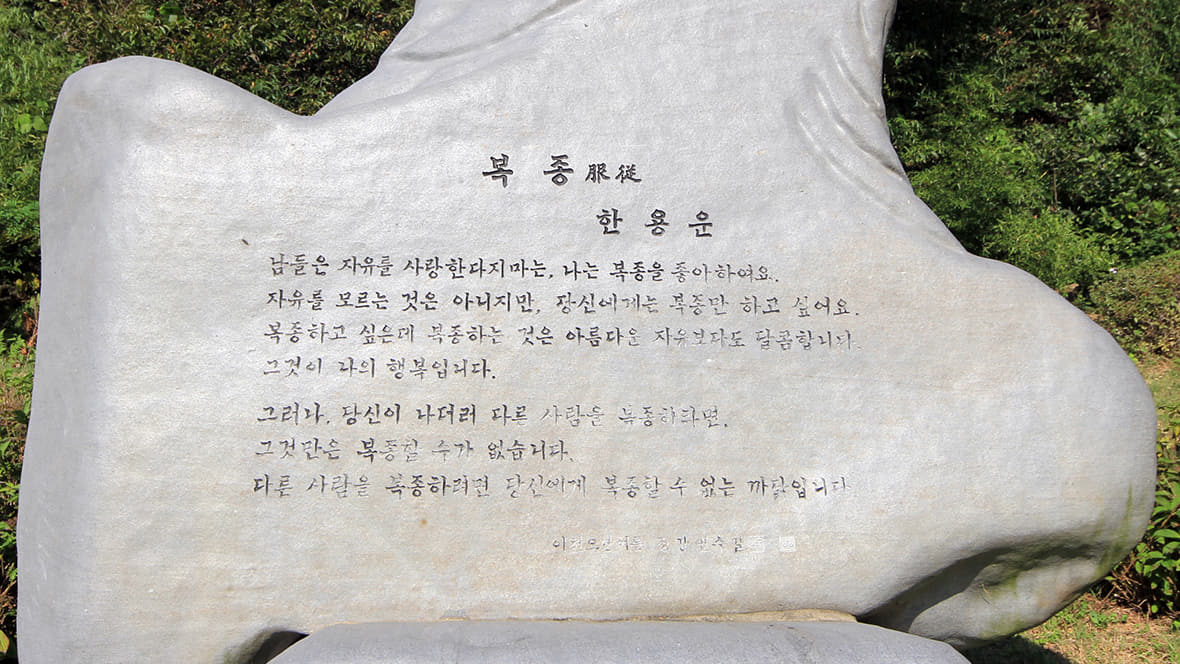 복종 服從
한용운
남들은 자유를 사랑한다지마는, 나는 복종을 좋아하여요.
자유를 모르는 것은 아니지만, 당신에게는 복종만 하고 싶어요.
복종하고 싶은데 복종하는 것은 아름다운 자유보다도 달콤합니다.
그것이 나의 행복입니다.
그러나, 당신이 나더러 다른 사람을 복종하라면,
그것만은 복종할 수가 없습니다.
다른 사람을 복종하려면 당신에게 복종할 수 없는 까닭입니다